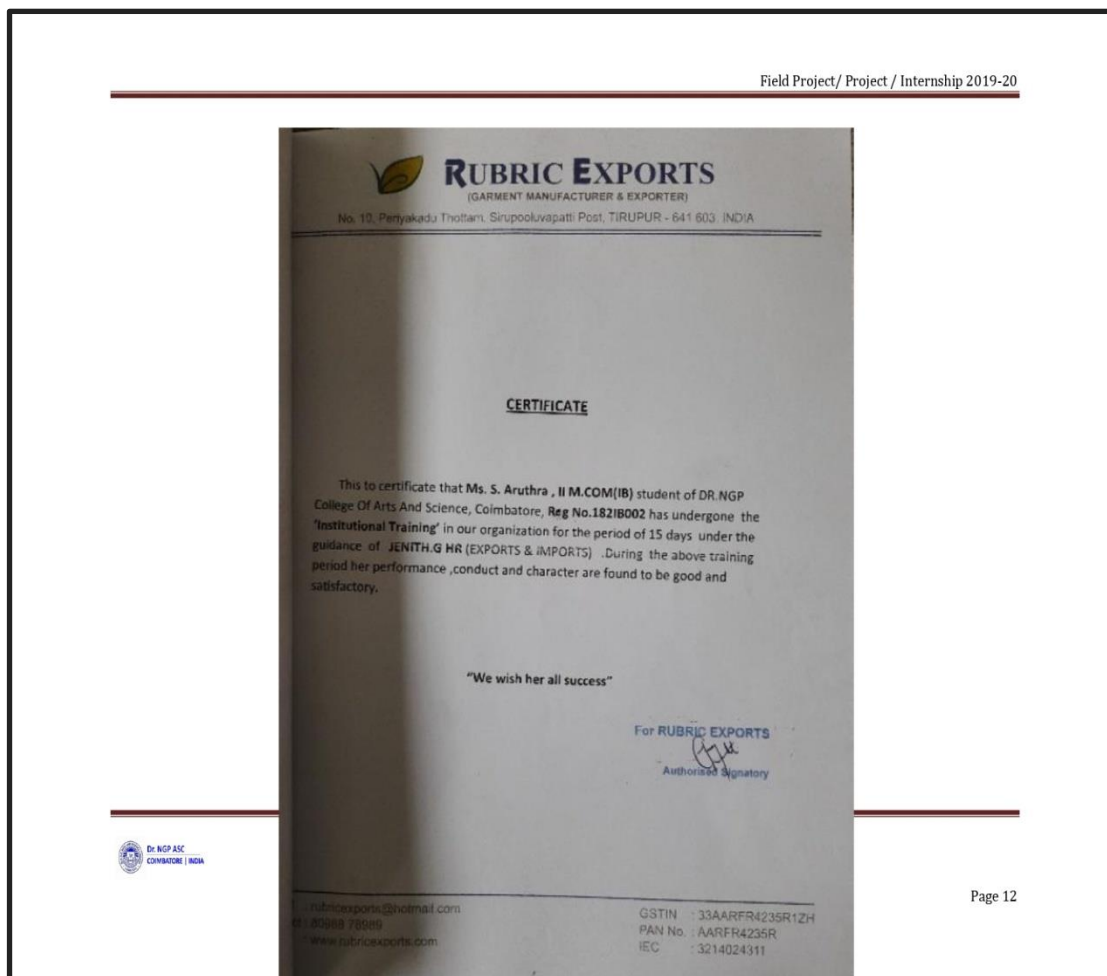 Field Project/ Project / Internship 2019-20
RUBRIC EXPORTS
(GARMENT MANUFACTURER & EXPORTER)
No. 10, Periyakadu Thottam, Sirupooluvapatti Post, TIRUPUR - 641 603. INDIA
CERTIFICATE
This to certificate that Ms. S. Aruthra , II M.COM(IB) student of DR.NGP
College Of Arts And Science, Coimbatore, Reg No.182IB002 has undergone the
'Institutional Training' in our organization for the period of 15 days under the
guidance of JENITH.G HR (EXPORTS & IMPORTS) .During the above training
period her performance ,conduct and character are found to be good and
satisfactory.
"We wish her all success"
For RUBRIC EXPORTS
Authorised Signatory
Dr. NGP ASC
COIMBATORE | INDIA
Page 12
: rubricexports@hotmail.com
: 80988 78989
: www.rubricexports.com
GSTIN : 33AARFR4235R1ZH
PAN No. : AARFR4235R
IEC : 3214024311